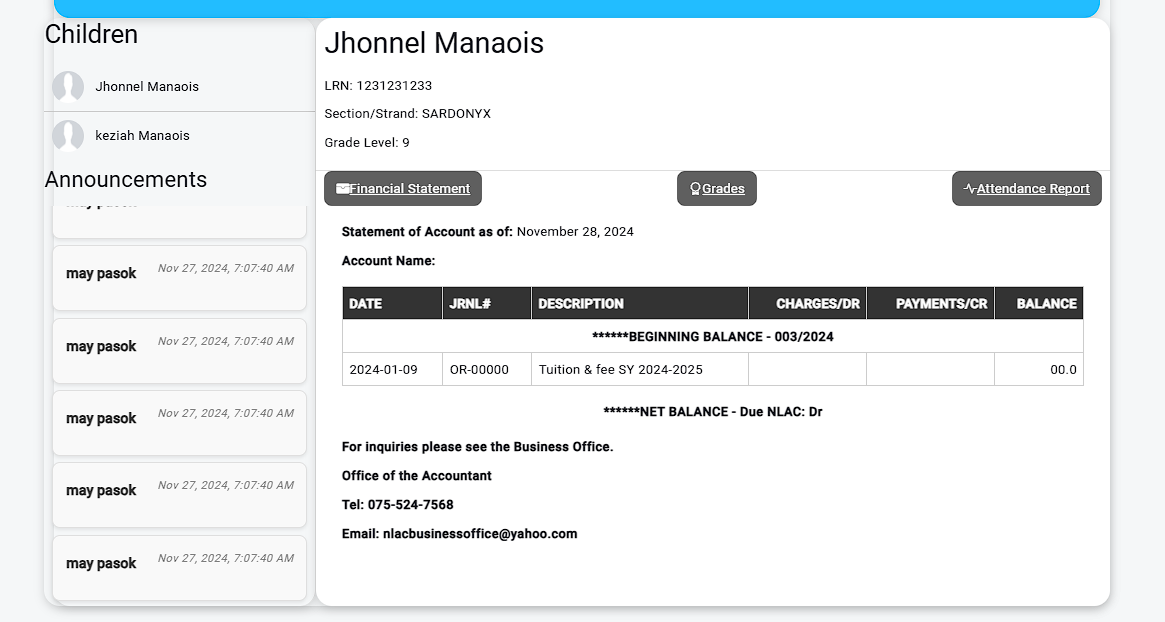 Children
Jhonnel Manaois
keziah Manaois
Announcements
may pasok Nov 27, 2024, 7:07:40 AM
may pasok Nov 27, 2024, 7:07:40 AM
may pasok Nov 27, 2024, 7:07:40 AM
may pasok Nov 27, 2024, 7:07:40 AM
may pasok Nov 27, 2024, 7:07:40 AM
Jhonnel Manaois
LRN: 1231231233
Section/Strand: SARDONYX
Grade Level: 9
Financial Statement Grades Attendance Report
Statement of Account as of: November 28, 2024
Account Name:
DATE JRNL# DESCRIPTION CHARGES/DR PAYMENTS/CR BALANCE
******BEGINNING BALANCE - 003/2024
2024-01-09 OR-00000 Tuition & fee SY 2024-2025 00.0
******NET BALANCE - Due NLAC: Dr
For inquiries please see the Business Office.
Office of the Accountant
Tel: 075-524-7568
Email: nlacbusinessoffice@yahoo.com